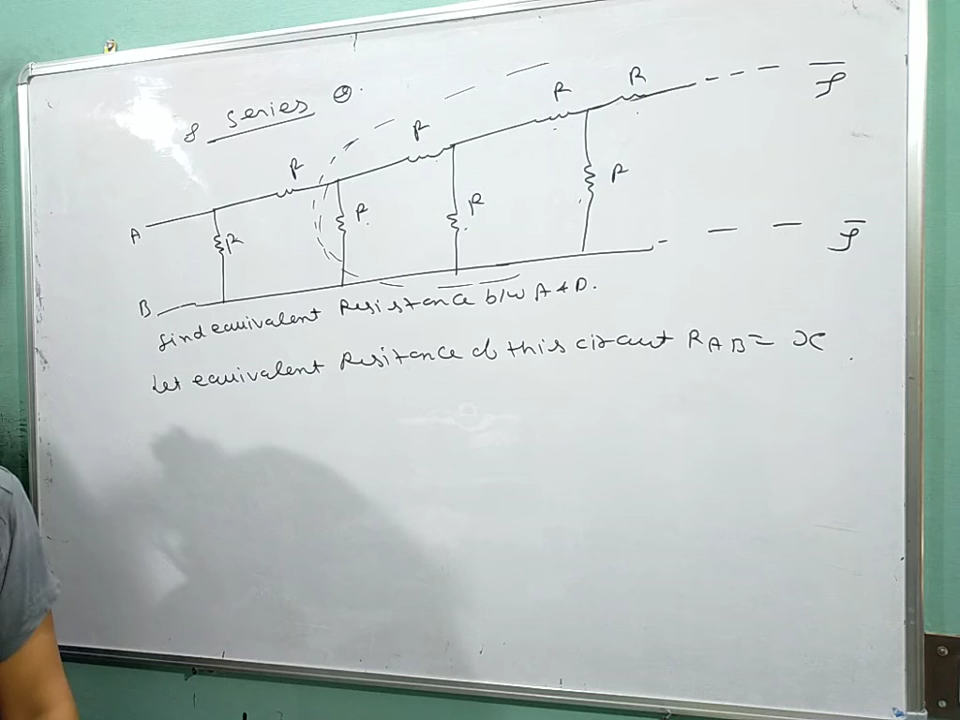 8 series Q.
R R R R
A R R R R
B
find equivalent Resistance b/w A & B.
Let equivalent Resitance of this circuit RAB = x.